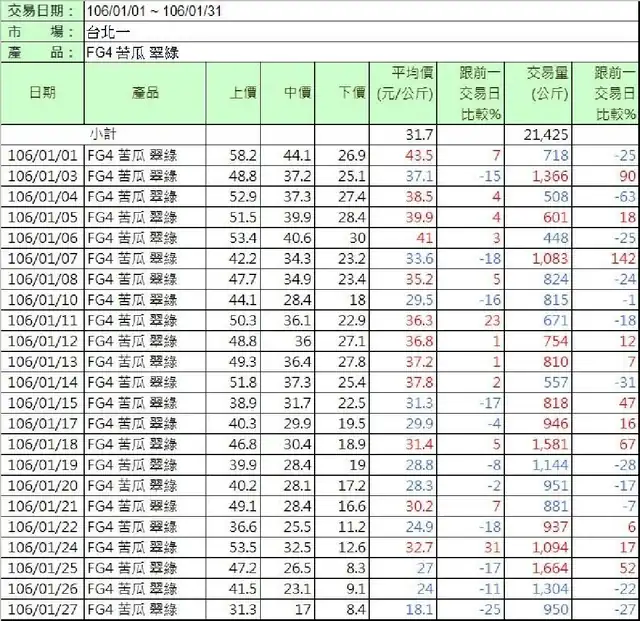 交易日期： 106/01/01 ~ 106/01/31
市 場： 台北一
產 品： FG4 苦瓜 翠綠
日期 產品 上價 中價 下價 平均價 (元/公斤) 跟前一交易日比較% 交易量 (公斤) 跟前一交易日比較%
小計 31.7 21,425
106/01/01 FG4 苦瓜 翠綠 58.2 44.1 26.9 43.5 7 718 -25
106/01/03 FG4 苦瓜 翠綠 48.8 37.2 25.1 37.1 -15 1,366 90
106/01/04 FG4 苦瓜 翠綠 52.9 37.3 27.4 38.5 4 508 -63
106/01/05 FG4 苦瓜 翠綠 51.5 39.9 28.4 39.9 4 601 18
106/01/06 FG4 苦瓜 翠綠 53.4 40.6 30 41 3 448 -25
106/01/07 FG4 苦瓜 翠綠 42.2 34.3 23.2 33.6 -18 1,083 142
106/01/08 FG4 苦瓜 翠綠 47.7 34.9 23.4 35.2 5 824 -24
106/01/10 FG4 苦瓜 翠綠 44.1 28.4 18 29.5 -16 815 -1
106/01/11 FG4 苦瓜 翠綠 50.3 36.1 22.9 36.3 23 671 -18
106/01/12 FG4 苦瓜 翠綠 48.8 36 27.1 36.8 1 754 12
106/01/13 FG4 苦瓜 翠綠 49.3 36.4 27.8 37.2 1 810 7
106/01/14 FG4 苦瓜 翠綠 51.8 37.3 25.4 37.8 2 557 -31
106/01/15 FG4 苦瓜 翠綠 38.9 31.7 22.5 31.3 -17 818 47
106/01/17 FG4 苦瓜 翠綠 40.3 29.9 19.5 29.9 -4 946 16
106/01/18 FG4 苦瓜 翠綠 46.8 30.4 18.9 31.4 5 1,581 67
106/01/19 FG4 苦瓜 翠綠 39.9 28.4 19 28.8 -8 1,144 -28
106/01/20 FG4 苦瓜 翠綠 40.2 28.1 17.2 28.3 -2 951 -17
106/01/21 FG4 苦瓜 翠綠 49.1 28.4 16.6 30.2 7 881 -7
106/01/22 FG4 苦瓜 翠綠 36.6 25.5 11.2 24.9 -18 937 6
106/01/24 FG4 苦瓜 翠綠 53.5 32.5 12.6 32.7 31 1,094 17
106/01/25 FG4 苦瓜 翠綠 47.2 26.5 8.3 27 -17 1,664 52
106/01/26 FG4 苦瓜 翠綠 41.5 23.1 9.1 24 -11 1,304 -22
106/01/27 FG4 苦瓜 翠綠 31.3 17 8.4 18.1 -25 950 -27